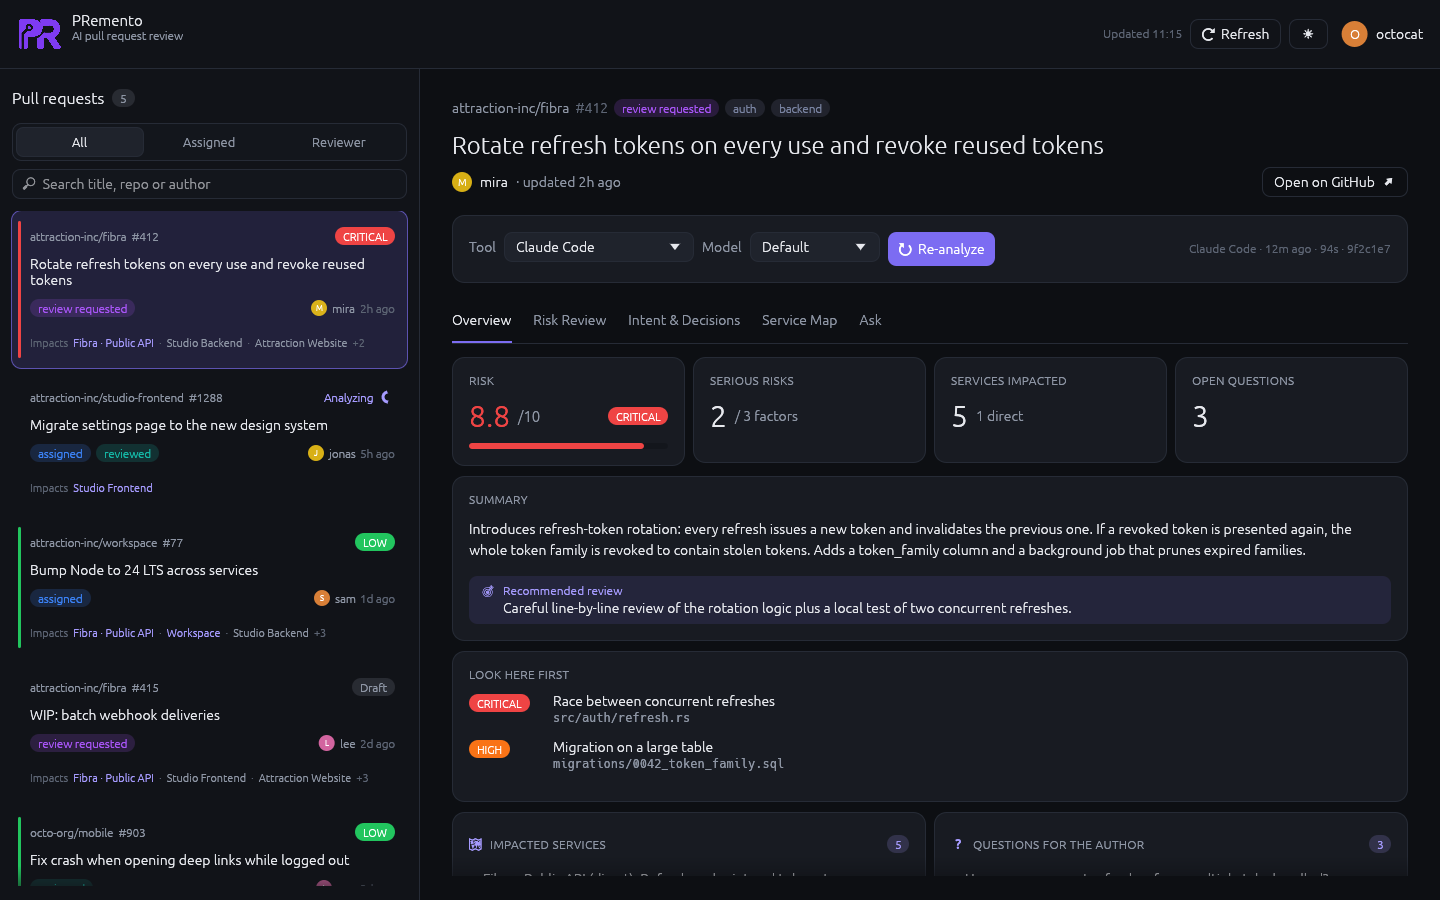 PR
PRemento
AI pull request review
Updated 11:15
Refresh
O
octocat
Pull requests 5
All
Assigned
Reviewer
Search title, repo or author
attraction-inc/fibra #412
CRITICAL
Rotate refresh tokens on every use and revoke reused
tokens
review requested
M mira 2h ago
Impacts Fibra · Public API · Studio Backend · Attraction Website +2
attraction-inc/studio-frontend #1288
Analyzing
Migrate settings page to the new design system
assigned reviewed
J jonas 5h ago
Impacts Studio Frontend
attraction-inc/workspace #77
LOW
Bump Node to 24 LTS across services
assigned
S sam 1d ago
Impacts Fibra · Public API · Workspace · Studio Backend +3
attraction-inc/fibra #415
Draft
WIP: batch webhook deliveries
review requested
L lee 2d ago
Impacts Fibra · Public API · Studio Frontend · Attraction Website +3
octo-org/mobile #903
LOW
Fix crash when opening deep links while logged out
attraction-inc/fibra #412 review requested auth backend
Rotate refresh tokens on every use and revoke reused tokens
M mira · updated 2h ago
Open on GitHub
Tool Claude Code Model Default Re-analyze
Claude Code · 12m ago · 94s · 9f2c1e7
Overview Risk Review Intent & Decisions Service Map Ask
RISK
8.8 /10 CRITICAL
SERIOUS RISKS
2 / 3 factors
SERVICES IMPACTED
5 1 direct
OPEN QUESTIONS
3
SUMMARY
Introduces refresh-token rotation: every refresh issues a new token and invalidates the previous one. If a revoked token is presented again, the
whole token family is revoked to contain stolen tokens. Adds a token_family column and a background job that prunes expired families.
Recommended review
Careful line-by-line review of the rotation logic plus a local test of two concurrent refreshes.
LOOK HERE FIRST
CRITICAL Race between concurrent refreshes
src/auth/refresh.rs
HIGH Migration on a large table
migrations/0042_token_family.sql
IMPACTED SERVICES 5
? QUESTIONS FOR THE AUTHOR 3